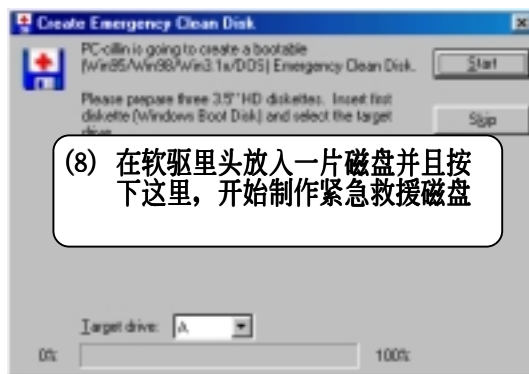 Create Emergency Clean Disk
PC-cillin is going to create a bootable
(Win95/Win98/Win3.1x/DOS) Emergency Clean Disk.
Start
Please prepare three 3.5" HD diskettes. Insert first
diskette (Windows Boot Disk) and select the target
drive.
Skip
(8) 在软驱里头放入一片磁盘并且按
下这里，开始制作紧急救援磁盘
Target drive: A
0% 100%